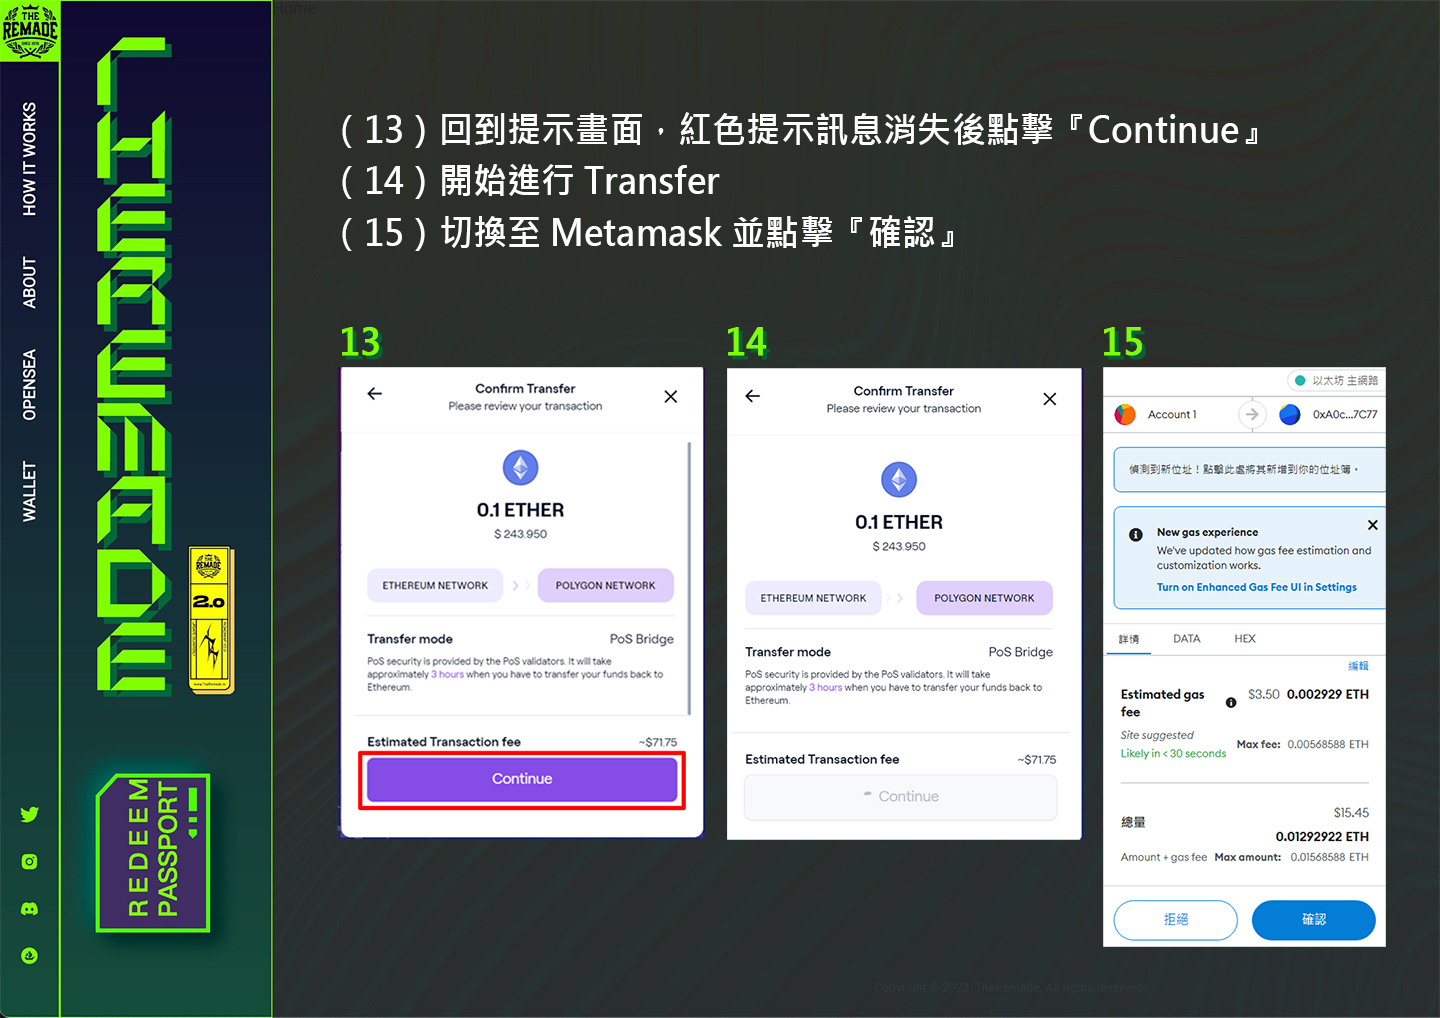 Home
THE
REMADE
SINCE 1978
HOW IT WORKS
ABOUT
OPENSEA
WALLET
THEREMADE
THE
REMADE
2.0
REDEEM
PASSPORT
(13)回到提示畫面，紅色提示訊息消失後點擊『Continue』
(14)開始進行 Transfer
(15)切換至 Metamask 並點擊『確認』
13
Confirm Transfer
Please review your transaction
0.1 ETHER
$ 243.950
ETHEREUM NETWORK
POLYGON NETWORK
Transfer mode PoS Bridge
PoS security is provided by the PoS validators. It will take
approximately 3 hours when you have to transfer your funds back to
Ethereum.
Estimated Transaction fee ~$71.75
Continue
14
Confirm Transfer
Please review your transaction
0.1 ETHER
$ 243.950
ETHEREUM NETWORK
POLYGON NETWORK
Transfer mode PoS Bridge
PoS security is provided by the PoS validators. It will take
approximately 3 hours when you have to transfer your funds back to
Ethereum.
Estimated Transaction fee ~$71.75
Continue
15
以太坊 主網路
Account 1 0xA0c...7C77
偵測到新位址！點擊此處將其新增到你的位址簿。
New gas experience
We've updated how gas fee estimation and
customization works.
Turn on Enhanced Gas Fee UI in Settings
詳情 DATA HEX
編輯
Estimated gas
fee
$3.50 0.002929 ETH
Site suggested
Likely in < 30 seconds
Max fee: 0.00568588 ETH
總量
$15.45
0.01292922 ETH
Amount + gas fee Max amount: 0.01568588 ETH
拒絕
確認
Copyright © 2022 TheRemade. All rights reserved.